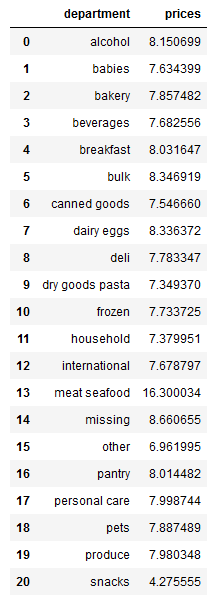 department prices
0 alcohol 8.150699
1 babies 7.634399
2 bakery 7.857482
3 beverages 7.682556
4 breakfast 8.031647
5 bulk 8.346919
6 canned goods 7.546660
7 dairy eggs 8.336372
8 deli 7.783347
9 dry goods pasta 7.349370
10 frozen 7.733725
11 household 7.379951
12 international 7.678797
13 meat seafood 16.300034
14 missing 8.660655
15 other 6.961995
16 pantry 8.014482
17 personal care 7.998744
18 pets 7.887489
19 produce 7.980348
20 snacks 4.275555